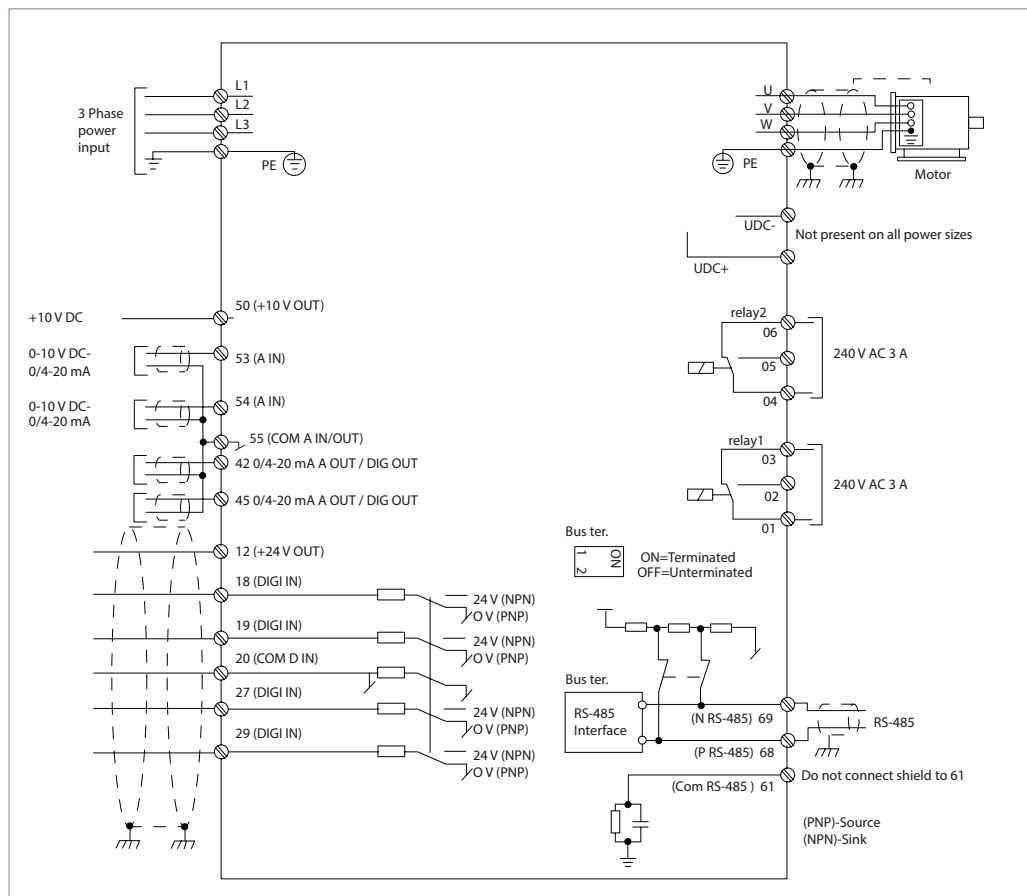 L1
L2
L3
3 Phase
power
input
PE
U
V
W
PE
Motor
UDC-
Not present on all power sizes
UDC+
50 (+10 V OUT)
+10 V DC
0-10 V DC-
0/4-20 mA
53 (A IN)
0-10 V DC-
0/4-20 mA
54 (A IN)
55 (COM A IN/OUT)
42 0/4-20 mA A OUT / DIG OUT
45 0/4-20 mA A OUT / DIG OUT
12 (+24 V OUT)
18 (DIGI IN)
24 V (NPN)
O V (PNP)
19 (DIGI IN)
24 V (NPN)
O V (PNP)
20 (COM D IN)
27 (DIGI IN)
24 V (NPN)
O V (PNP)
29 (DIGI IN)
24 V (NPN)
O V (PNP)
relay2
06
05
04
240 V AC 3 A
relay1
03
02
01
240 V AC 3 A
Bus ter.
1 2
ON
ON=Terminated
OFF=Unterminated
Bus ter.
RS-485
Interface
(N RS-485) 69
RS-485
(P RS-485) 68
(Com RS-485 ) 61
Do not connect shield to 61
(PNP)-Source
(NPN)-Sink